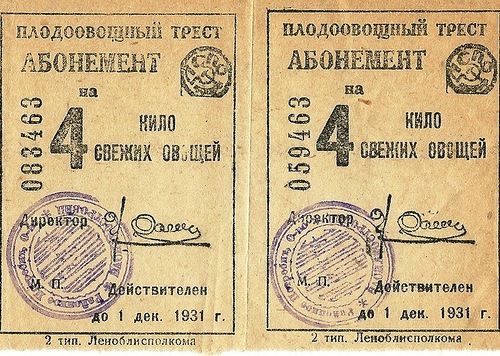 ПЛОДООВОЩНЫЙ ТРЕСТ
АБОНЕМЕНТ
на
083463
4 КИЛО
СВЕЖИХ ОВОЩЕЙ
Директор
М. П.
Действителен
до 1 дек. 1931 г.
2 тип. Леноблисполкома
ПЛОДООВОЩНЫЙ ТРЕСТ
АБОНЕМЕНТ
на
059463
4 КИЛО
СВЕЖИХ ОВОЩЕЙ
Директор
М. П.
Действителен
до 1 дек. 1931 г.
2 тип. Леноблисполкома